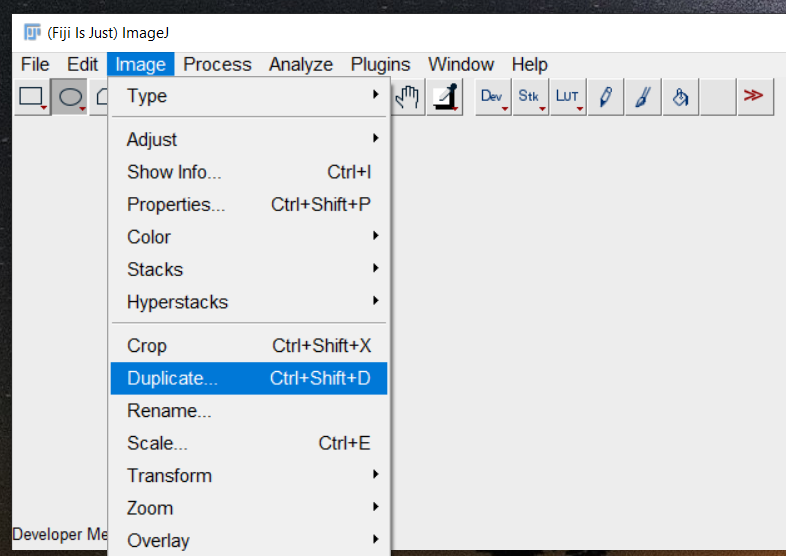 (Fiji Is Just) ImageJ
File Edit Image Process Analyze Plugins Window Help
Dev Stk LUT
Type
Adjust
Show Info... Ctrl+I
Properties... Ctrl+Shift+P
Color
Stacks
Hyperstacks
Crop Ctrl+Shift+X
Duplicate... Ctrl+Shift+D
Rename...
Scale... Ctrl+E
Transform
Zoom
Developer Me
Overlay